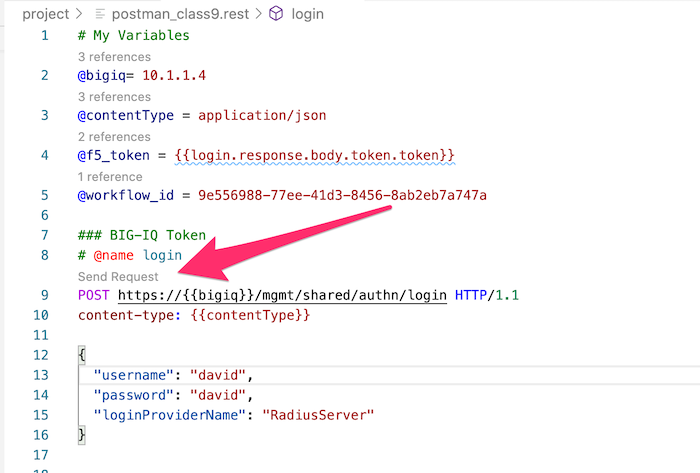 project > postman_class9.rest > login
1 # My Variables
3 references
2 @bigiq= 10.1.1.4
3 references
3 @contentType = application/json
2 references
4 @f5_token = {{login.response.body.token.token}}
1 reference
5 @workflow_id = 9e556988-77ee-41d3-8456-8ab2eb7a747a
6
7 ### BIG-IQ Token
8 # @name login
Send Request
9 POST https://{{bigiq}}/mgmt/shared/authn/login HTTP/1.1
10 content-type: {{contentType}}
11
12 {
13 "username": "david",
14 "password": "david",
15 "loginProviderName": "RadiusServer"
16 }
17